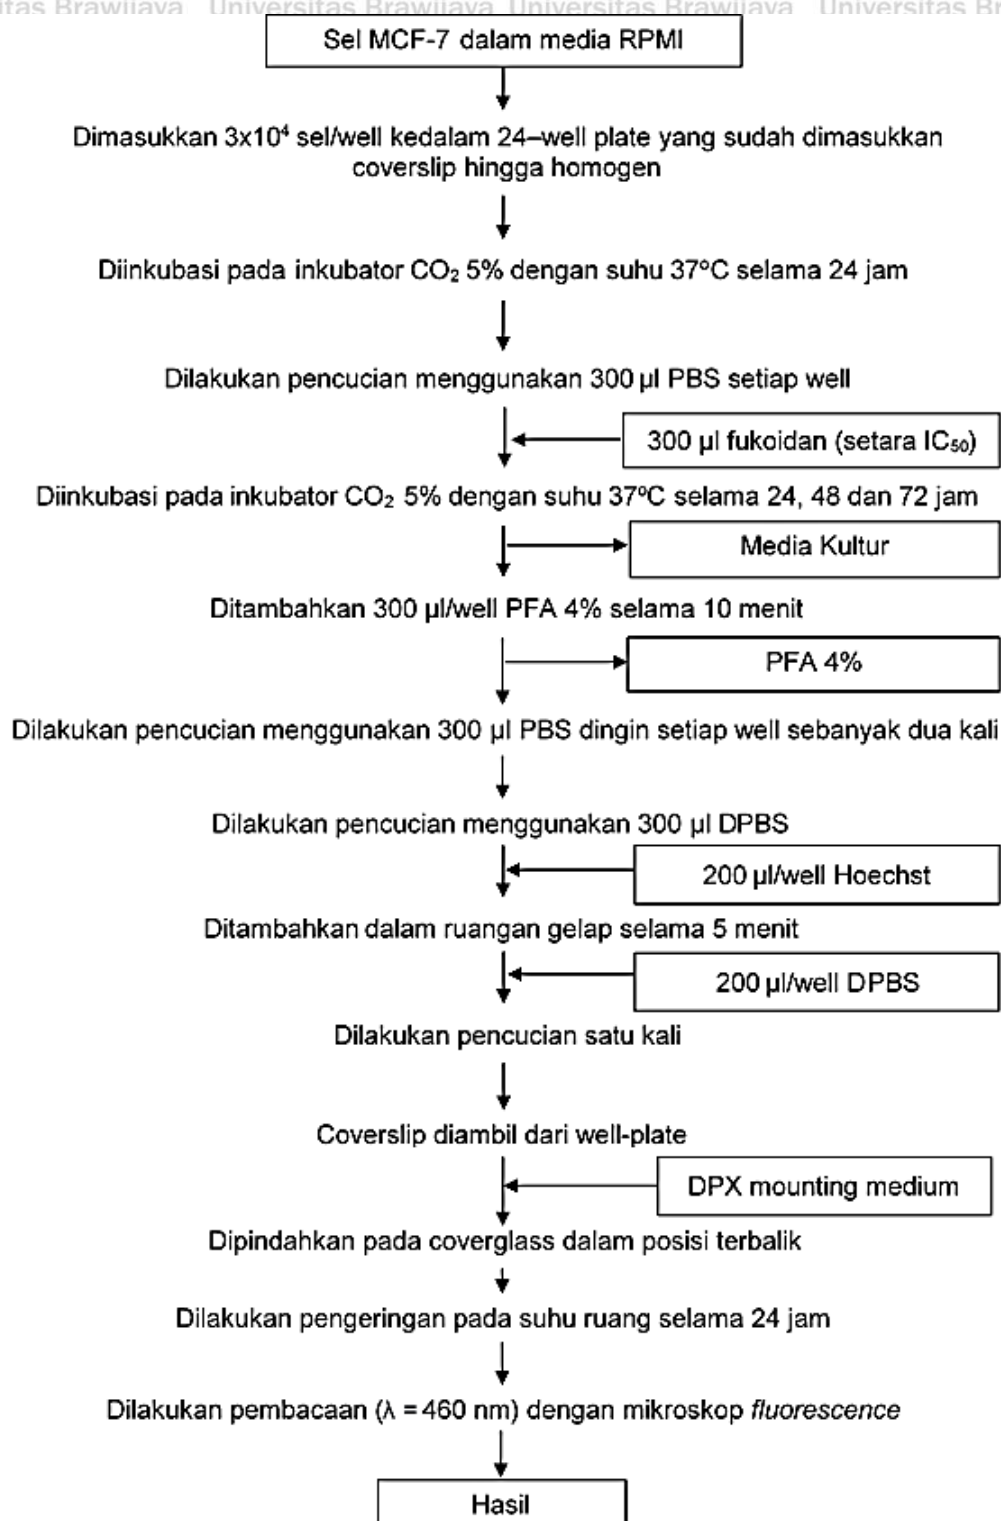 Universitas Brawijaya Universitas Brawijaya
Sel MCF-7 dalam media RPMI
Dimasukkan 3x10⁴ sel/well kedalam 24–well plate yang sudah dimasukkan
coverslip hingga homogen
Diinkubasi pada inkubator CO₂ 5% dengan suhu 37ºC selama 24 jam
Dilakukan pencucian menggunakan 300 µl PBS setiap well
300 µl fukoidan (setara IC₅₀)
Diinkubasi pada inkubator CO₂ 5% dengan suhu 37ºC selama 24, 48 dan 72 jam
Media Kultur
Ditambahkan 300 µl/well PFA 4% selama 10 menit
PFA 4%
Dilakukan pencucian menggunakan 300 µl PBS dingin setiap well sebanyak dua kali
Dilakukan pencucian menggunakan 300 µl DPBS
200 µl/well Hoechst
Ditambahkan dalam ruangan gelap selama 5 menit
200 µl/well DPBS
Dilakukan pencucian satu kali
Coverslip diambil dari well-plate
DPX mounting medium
Dipindahkan pada coverglass dalam posisi terbalik
Dilakukan pengeringan pada suhu ruang selama 24 jam
Dilakukan pembacaan (λ = 460 nm) dengan mikroskop fluorescence
Hasil